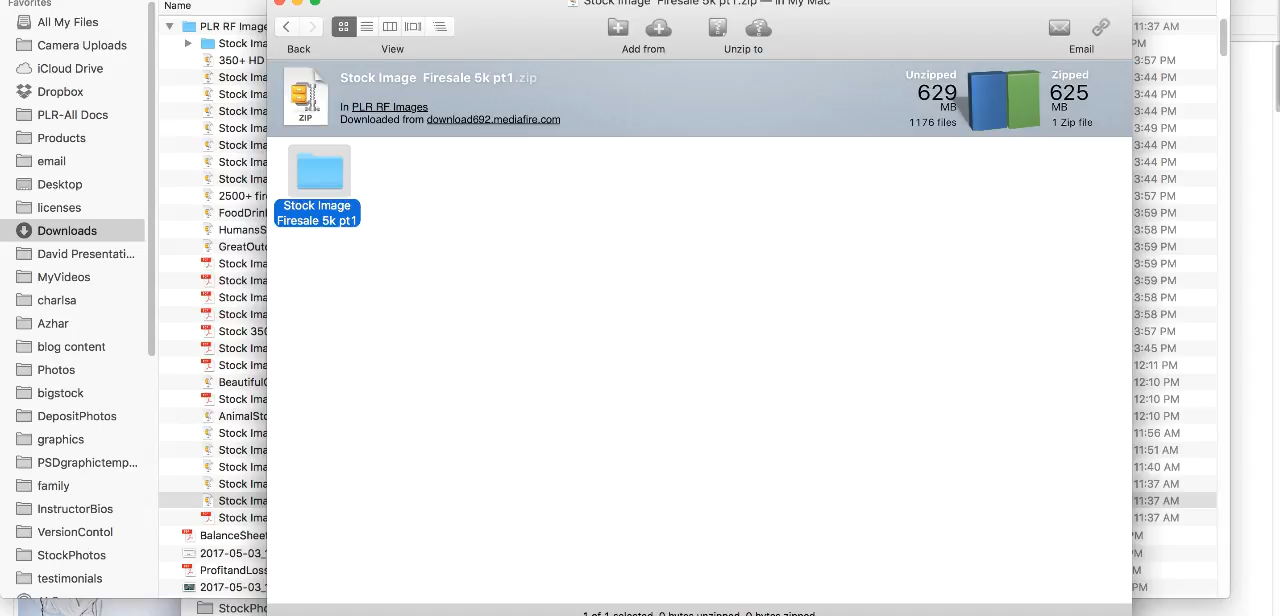 Favorites
All My Files
Camera Uploads
iCloud Drive
Dropbox
PLR-All Docs
Products
email
Desktop
licenses
Downloads
David Presentati...
MyVideos
charlsa
Azhar
blog content
Photos
bigstock
DepositPhotos
graphics
PSDgraphictemp...
family
InstructorBios
VersionContol
StockPhotos
testimonials
Name
PLR RF Image
Stock Ima
350+ HD
Stock Ima
Stock Ima
Stock Ima
Stock Ima
Stock Ima
Stock Ima
Stock Ima
2500+ fir
FoodDrin
HumansS
GreatOut
Stock Ima
Stock Ima
Stock Ima
Stock Ima
Stock 350
Stock Ima
Stock Ima
Beautiful
Stock Ima
AnimalSto
Stock Ima
Stock Ima
Stock Ima
Stock Ima
Stock Ima
Stock Ima
BalanceSheet
2017-05-03_
ProfitandLoss
2017-05-03_
StockPho
Stock Image Firesale 5k pt1.zip — in My Mac
Back
View
Add from
Unzip to
Email
ZIP
Stock Image Firesale 5k pt1.zip
In PLR RF Images
Downloaded from download692.mediafire.com
Unzipped
629
MB
1176 files
Zipped
625
MB
1 Zip file
Stock Image
Firesale 5k pt1
1 of 1 selected, 0 bytes unzipped, 0 bytes zipped
11:37 AM
PM
3:57 PM
3:44 PM
3:44 PM
3:44 PM
3:49 PM
3:44 PM
3:44 PM
3:44 PM
3:57 PM
3:59 PM
3:58 PM
3:59 PM
3:59 PM
3:59 PM
3:58 PM
3:58 PM
3:57 PM
3:45 PM
12:11 PM
12:10 PM
12:10 PM
12:10 PM
11:56 AM
11:51 AM
11:40 AM
11:37 AM
11:37 AM
11:37 AM
PM
PM
M
PM